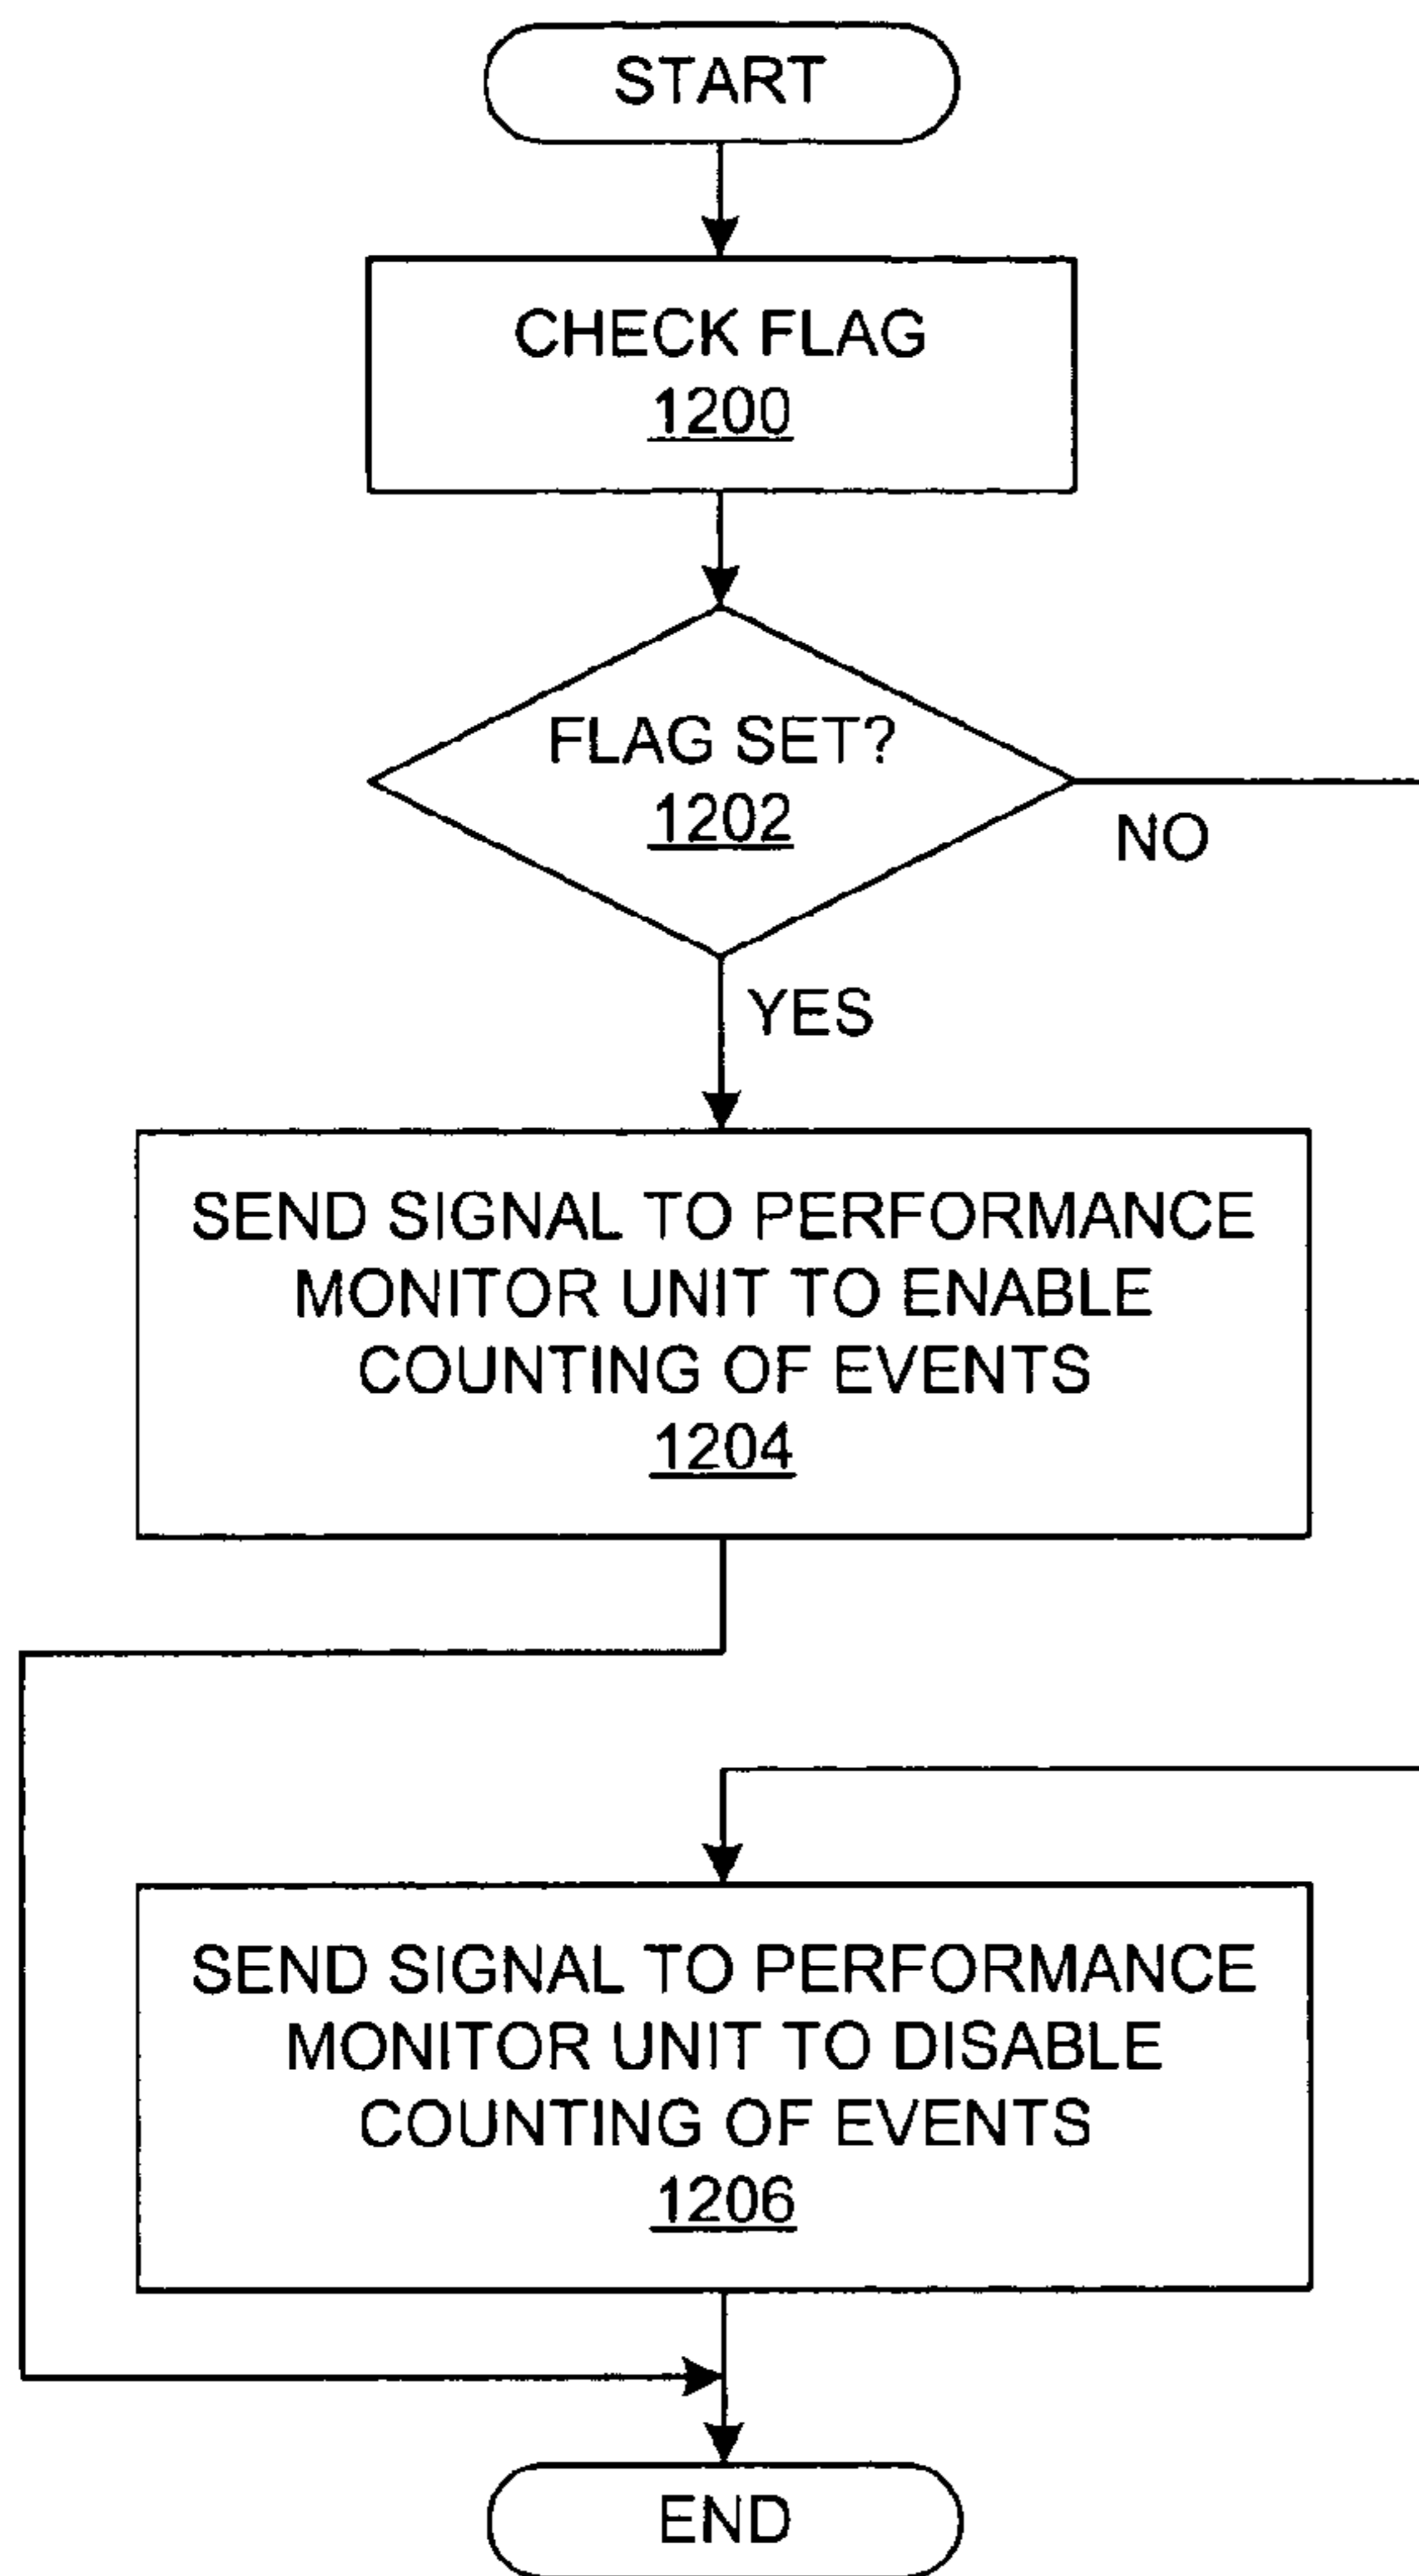 START
CHECK FLAG
1200
FLAG SET?
1202
NO
YES
SEND SIGNAL TO PERFORMANCE
MONITOR UNIT TO ENABLE
COUNTING OF EVENTS
1204
SEND SIGNAL TO PERFORMANCE
MONITOR UNIT TO DISABLE
COUNTING OF EVENTS
1206
END